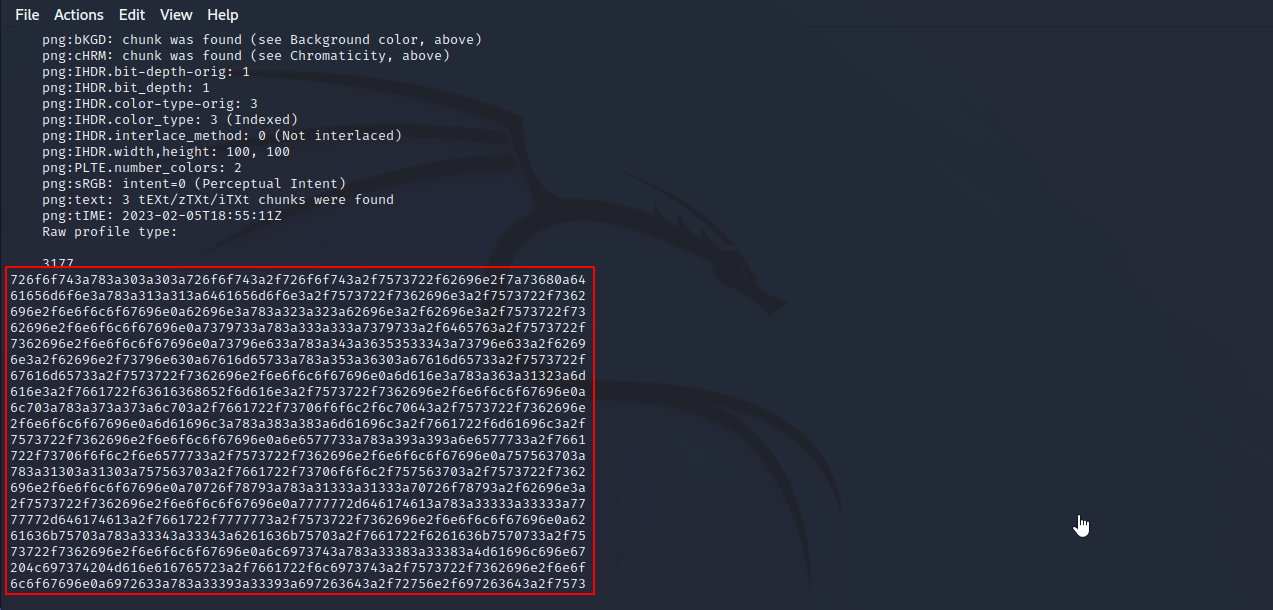 File Actions Edit View Help
png:bKGD: chunk was found (see Background color, above)
png:cHRM: chunk was found (see Chromaticity, above)
png:IHDR.bit-depth-orig: 1
png:IHDR.bit_depth: 1
png:IHDR.color-type-orig: 3
png:IHDR.color_type: 3 (Indexed)
png:IHDR.interlace_method: 0 (Not interlaced)
png:IHDR.width,height: 100, 100
png:PLTE.number_colors: 2
png:sRGB: intent=0 (Perceptual Intent)
png:text: 3 tEXt/zTXt/iTXt chunks were found
png:tIME: 2023-02-05T18:55:11Z
Raw profile type:
3177
726f6f743a783a303a303a726f6f743a2f726f6f743a2f7573722f62696e2f7a73680a64
61656d6f6e3a783a313a313a6461656d6f6e3a2f7573722f7362696e3a2f7573722f7362
696e2f6e6f6c6f67696e0a62696e3a783a323a323a62696e3a2f62696e3a2f7573722f73
62696e2f6e6f6c6f67696e0a7379733a783a333a333a7379733a2f6465763a2f7573722f
7362696e2f6e6f6c6f67696e0a73796e633a783a343a36353533343a73796e633a2f6269
6e3a2f62696e2f73796e630a67616d65733a783a353a36303a67616d65733a2f7573722f
67616d65733a2f7573722f7362696e2f6e6f6c6f67696e0a6d616e3a783a363a31323a6d
616e3a2f7661722f63616368652f6d616e3a2f7573722f7362696e2f6e6f6c6f67696e0a
6c703a783a373a373a6c703a2f7661722f73706f6f6c2f6c70643a2f7573722f7362696e
2f6e6f6c6f67696e0a6d61696c3a783a383a383a6d61696c3a2f7661722f6d61696c3a2f
7573722f7362696e2f6e6f6c6f67696e0a6e6577733a783a393a393a6e6577733a2f7661
722f73706f6f6c2f6e6577733a2f7573722f7362696e2f6e6f6c6f67696e0a757563703a
783a31303a31303a757563703a2f7661722f73706f6f6c2f757563703a2f7573722f7362
696e2f6e6f6c6f67696e0a70726f78793a783a31333a31333a70726f78793a2f62696e3a
2f7573722f7362696e2f6e6f6c6f67696e0a7777772d646174613a783a33333a33333a77
77772d646174613a2f7661722f7777773a2f7573722f7362696e2f6e6f6c6f67696e0a62
61636b75703a783a33343a33343a6261636b75703a2f7661722f6261636b7570733a2f75
73722f7362696e2f6e6f6c6f67696e0a6c6973743a783a33383a33383a4d61696c696e67
204c697374204d616e616765723a2f7661722f6c6973743a2f7573722f7362696e2f6e6f
6c6f67696e0a6972633a783a33393a33393a697263643a2f72756e2f697263643a2f7573